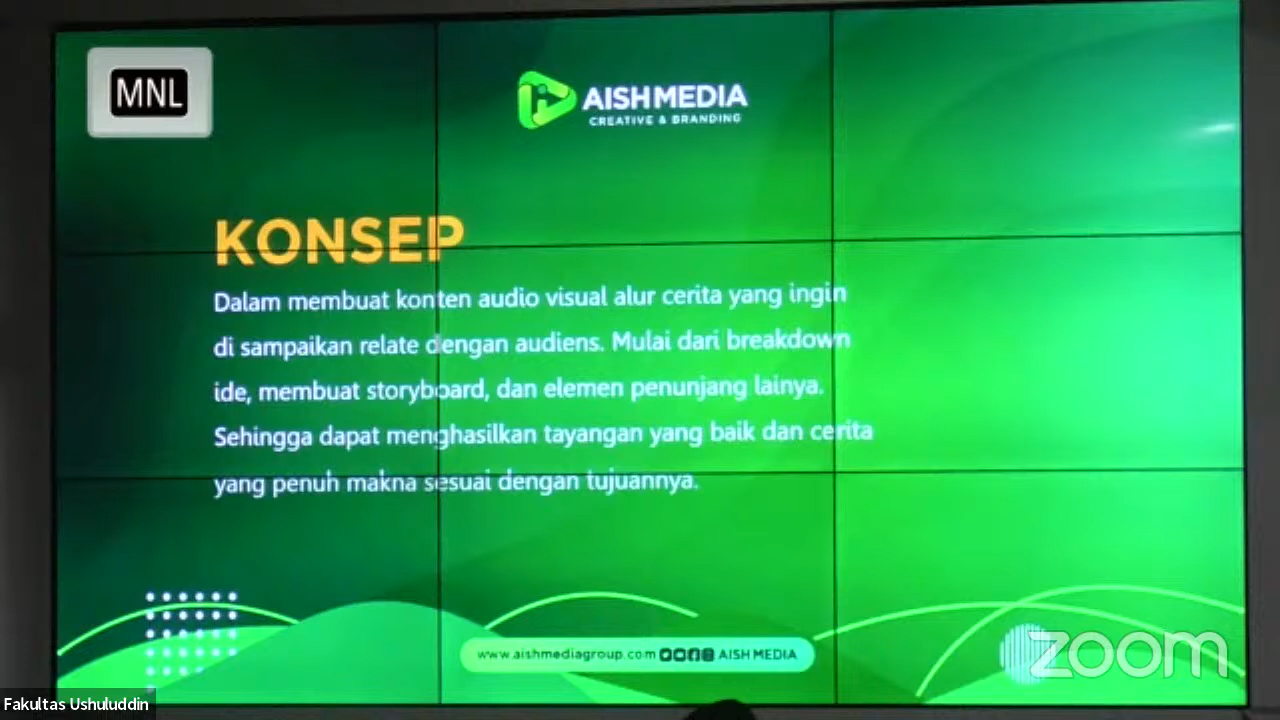 MNL
AISHMEDIA
CREATIVE & BRANDING
KONSEP
Dalam membuat konten audio visual alur cerita yang ingin
di sampaikan relate dengan audiens. Mulai dari breakdown
ide, membuat storyboard, dan elemen penunjang lainya.
Sehingga dapat menghasilkan tayangan yang baik dan cerita
yang penuh makna sesuai dengan tujuannya.
www.aishmediagroup.com AISH MEDIA
zoom
Fakultas Ushuluddin